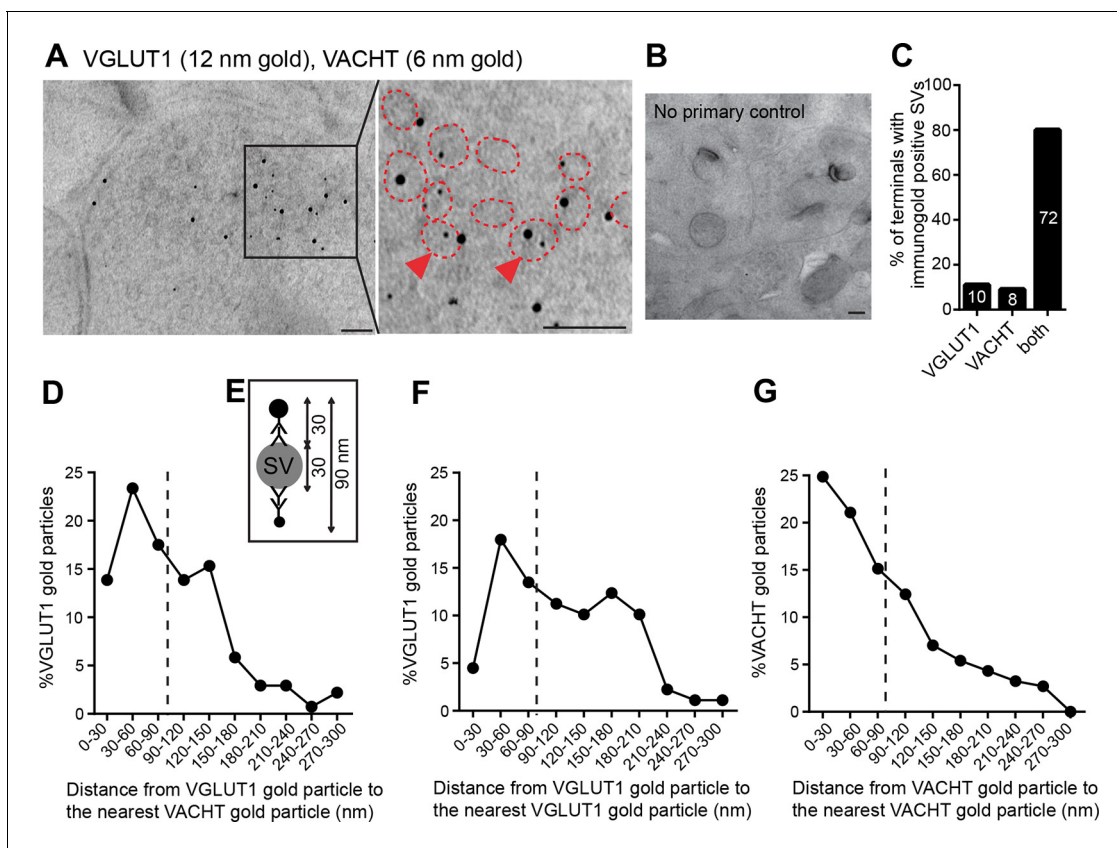 A VGLUT1 (12 nm gold), VACHT (6 nm gold)
B
No primary control
C
% of terminals with
immunogold positive SVs
100
80
60
40
20
0
10
8
72
VGLUT1
VACHT
both
D
%VGLUT1 gold particles
25
20
15
10
5
0
0-30
30-60
60-90
90-120
120-150
150-180
180-210
210-240
240-270
270-300
Distance from VGLUT1 gold particle to
the nearest VACHT gold particle (nm)
E
SV
30
30
90 nm
F
%VGLUT1 gold particles
25
20
15
10
5
0
0-30
30-60
60-90
90-120
120-150
150-180
180-210
210-240
240-270
270-300
Distance from VGLUT1 gold particle to
the nearest VGLUT1 gold particle (nm)
G
%VACHT gold particles
25
20
15
10
5
0
0-30
30-60
60-90
90-120
120-150
150-180
180-210
210-240
240-270
270-300
Distance from VACHT gold particle to
the nearest VACHT gold particle (nm)